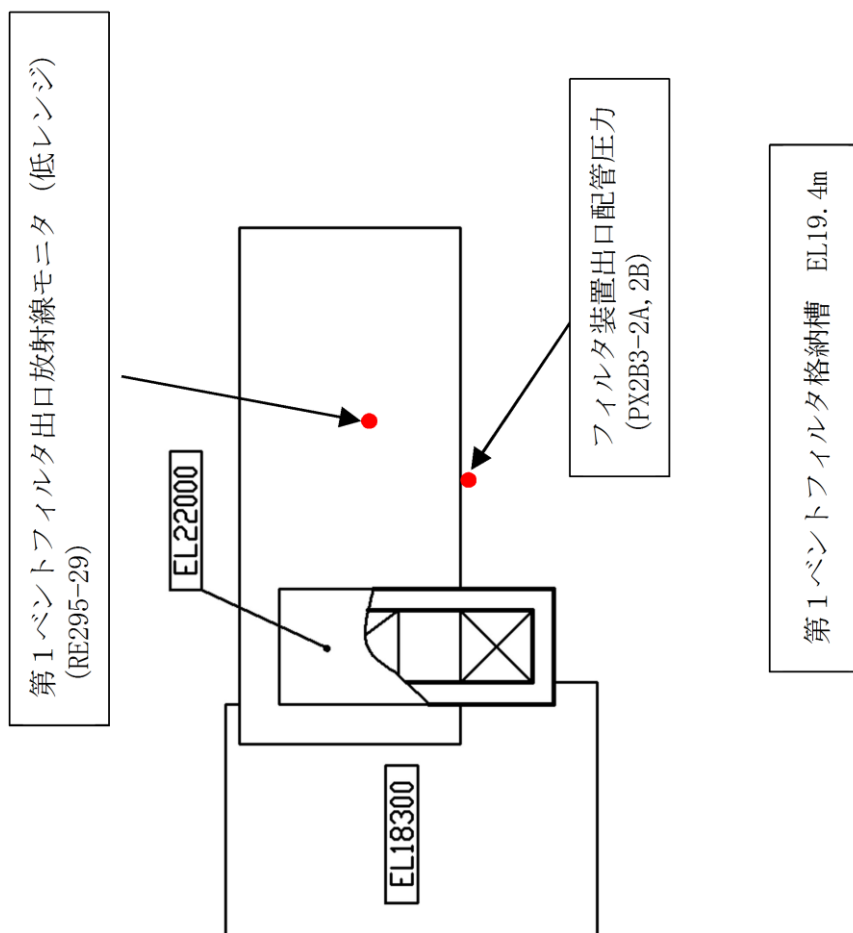 第１ベントフィルタ出口放射線モニタ（低レンジ）
(RE295-29)
EL22000
フィルタ装置出口配管圧力
(PX2B3-2A, 2B)
EL18300
第１ベントフィルタ格納槽　EL19.4m